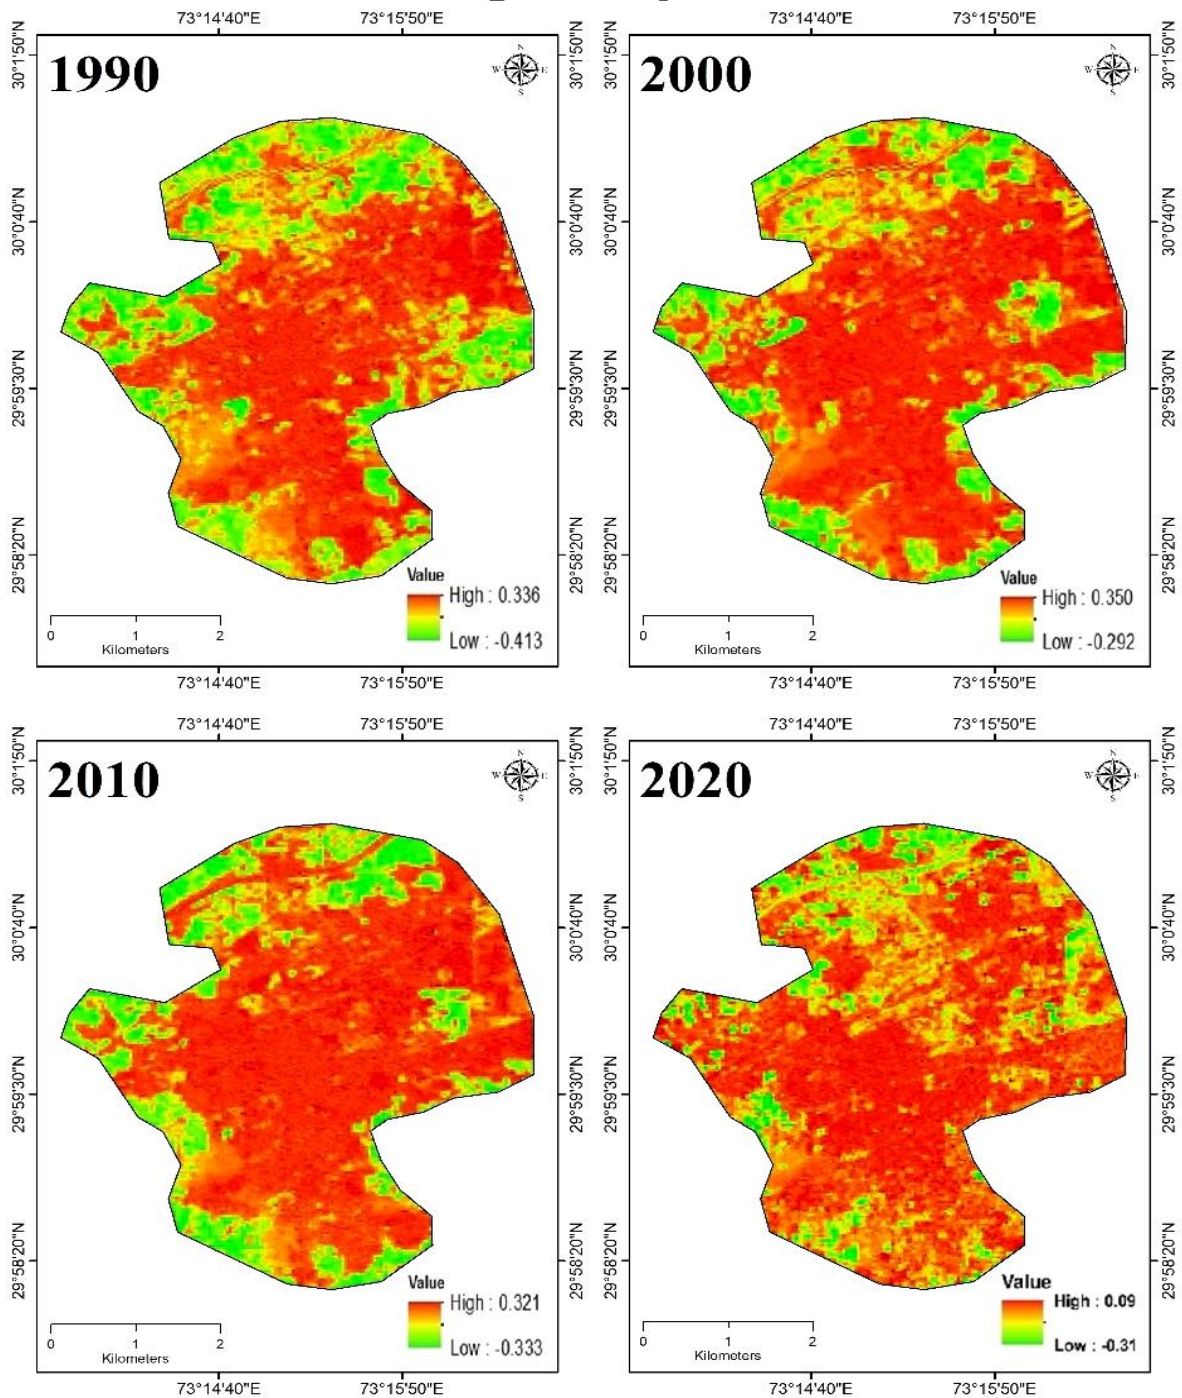 73°14'40"E 73°15'50"E 73°14'40"E 73°15'50"E
1990
N
W E
S
2000
N
W E
S
30°1'50"N 30°1'50"N 30°1'50"N 30°1'50"N
30°0'40"N 30°0'40"N 30°0'40"N 30°0'40"N
29°59'30"N 29°59'30"N 29°59'30"N 29°59'30"N
29°58'20"N 29°58'20"N 29°58'20"N 29°58'20"N
Value
High : 0.336
Low : -0.413
0 1 2
Kilometers
Value
High : 0.350
Low : -0.292
0 1 2
Kilometers
73°14'40"E 73°15'50"E 73°14'40"E 73°15'50"E
73°14'40"E 73°15'50"E 73°14'40"E 73°15'50"E
2010
N
W E
S
2020
N
W E
S
30°1'50"N 30°1'50"N 30°1'50"N 30°1'50"N
30°0'40"N 30°0'40"N 30°0'40"N 30°0'40"N
29°59'30"N 29°59'30"N 29°59'30"N 29°59'30"N
29°58'20"N 29°58'20"N 29°58'20"N 29°58'20"N
Value
High : 0.321
Low : -0.333
0 1 2
Kilometers
Value
High : 0.09
Low : -0.31
0 1 2
Kilometers
73°14'40"E 73°15'50"E 73°14'40"E 73°15'50"E